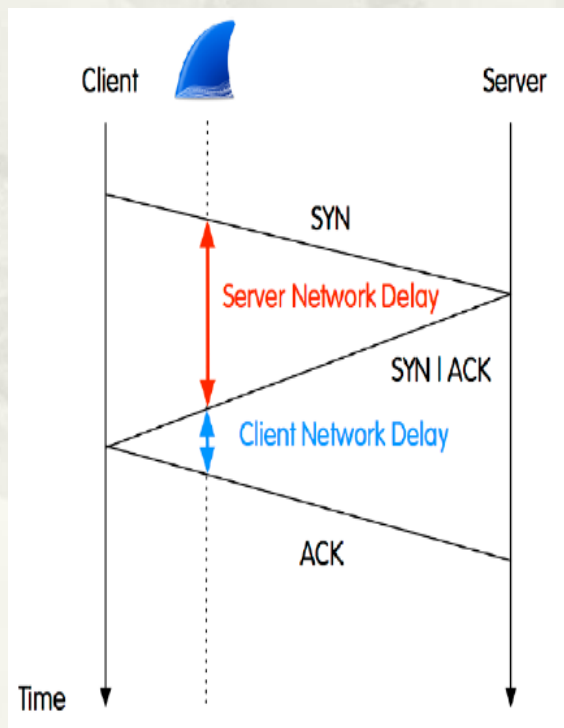 Client
Server
SYN
Server Network Delay
SYN | ACK
Client Network Delay
ACK
Time